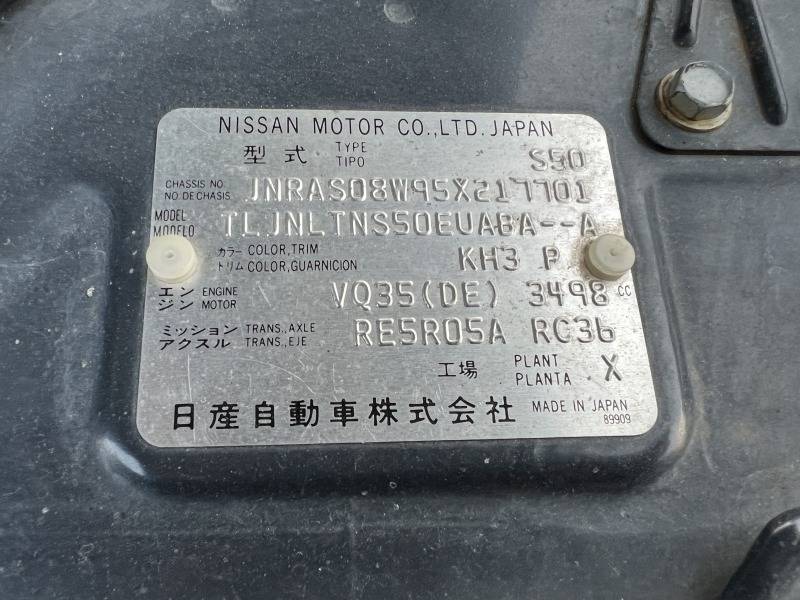 NISSAN MOTOR CO.,LTD. JAPAN
型式 TYPE TIPO S50
CHASSIS NO. NO DE CHASIS JNRAS08W95X217701
MODEL MODELO TLJNLTNS50EUABA--A
カラー COLOR,TRIM
トリム COLOR,GUARNICION KH3 P
エンジン ENGINE MOTOR VQ35(DE) 3498 CC
ミッション TRANS.,AXLE
アクスル TRANS.,EJE RE5R05A RC36
工場 PLANT PLANTA X
日産自動車株式会社 MADE IN JAPAN
89909